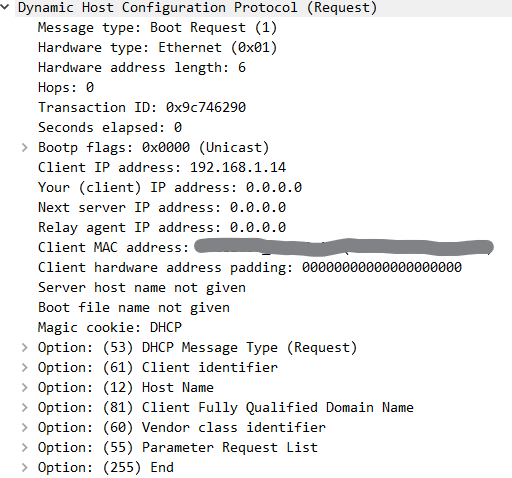 Dynamic Host Configuration Protocol (Request)
Message type: Boot Request (1)
Hardware type: Ethernet (0x01)
Hardware address length: 6
Hops: 0
Transaction ID: 0x9c746290
Seconds elapsed: 0
Bootp flags: 0x0000 (Unicast)
Client IP address: 192.168.1.14
Your (client) IP address: 0.0.0.0
Next server IP address: 0.0.0.0
Relay agent IP address: 0.0.0.0
Client MAC address:
Client hardware address padding: 00000000000000000000
Server host name not given
Boot file name not given
Magic cookie: DHCP
Option: (53) DHCP Message Type (Request)
Option: (61) Client identifier
Option: (12) Host Name
Option: (81) Client Fully Qualified Domain Name
Option: (60) Vendor class identifier
Option: (55) Parameter Request List
Option: (255) End